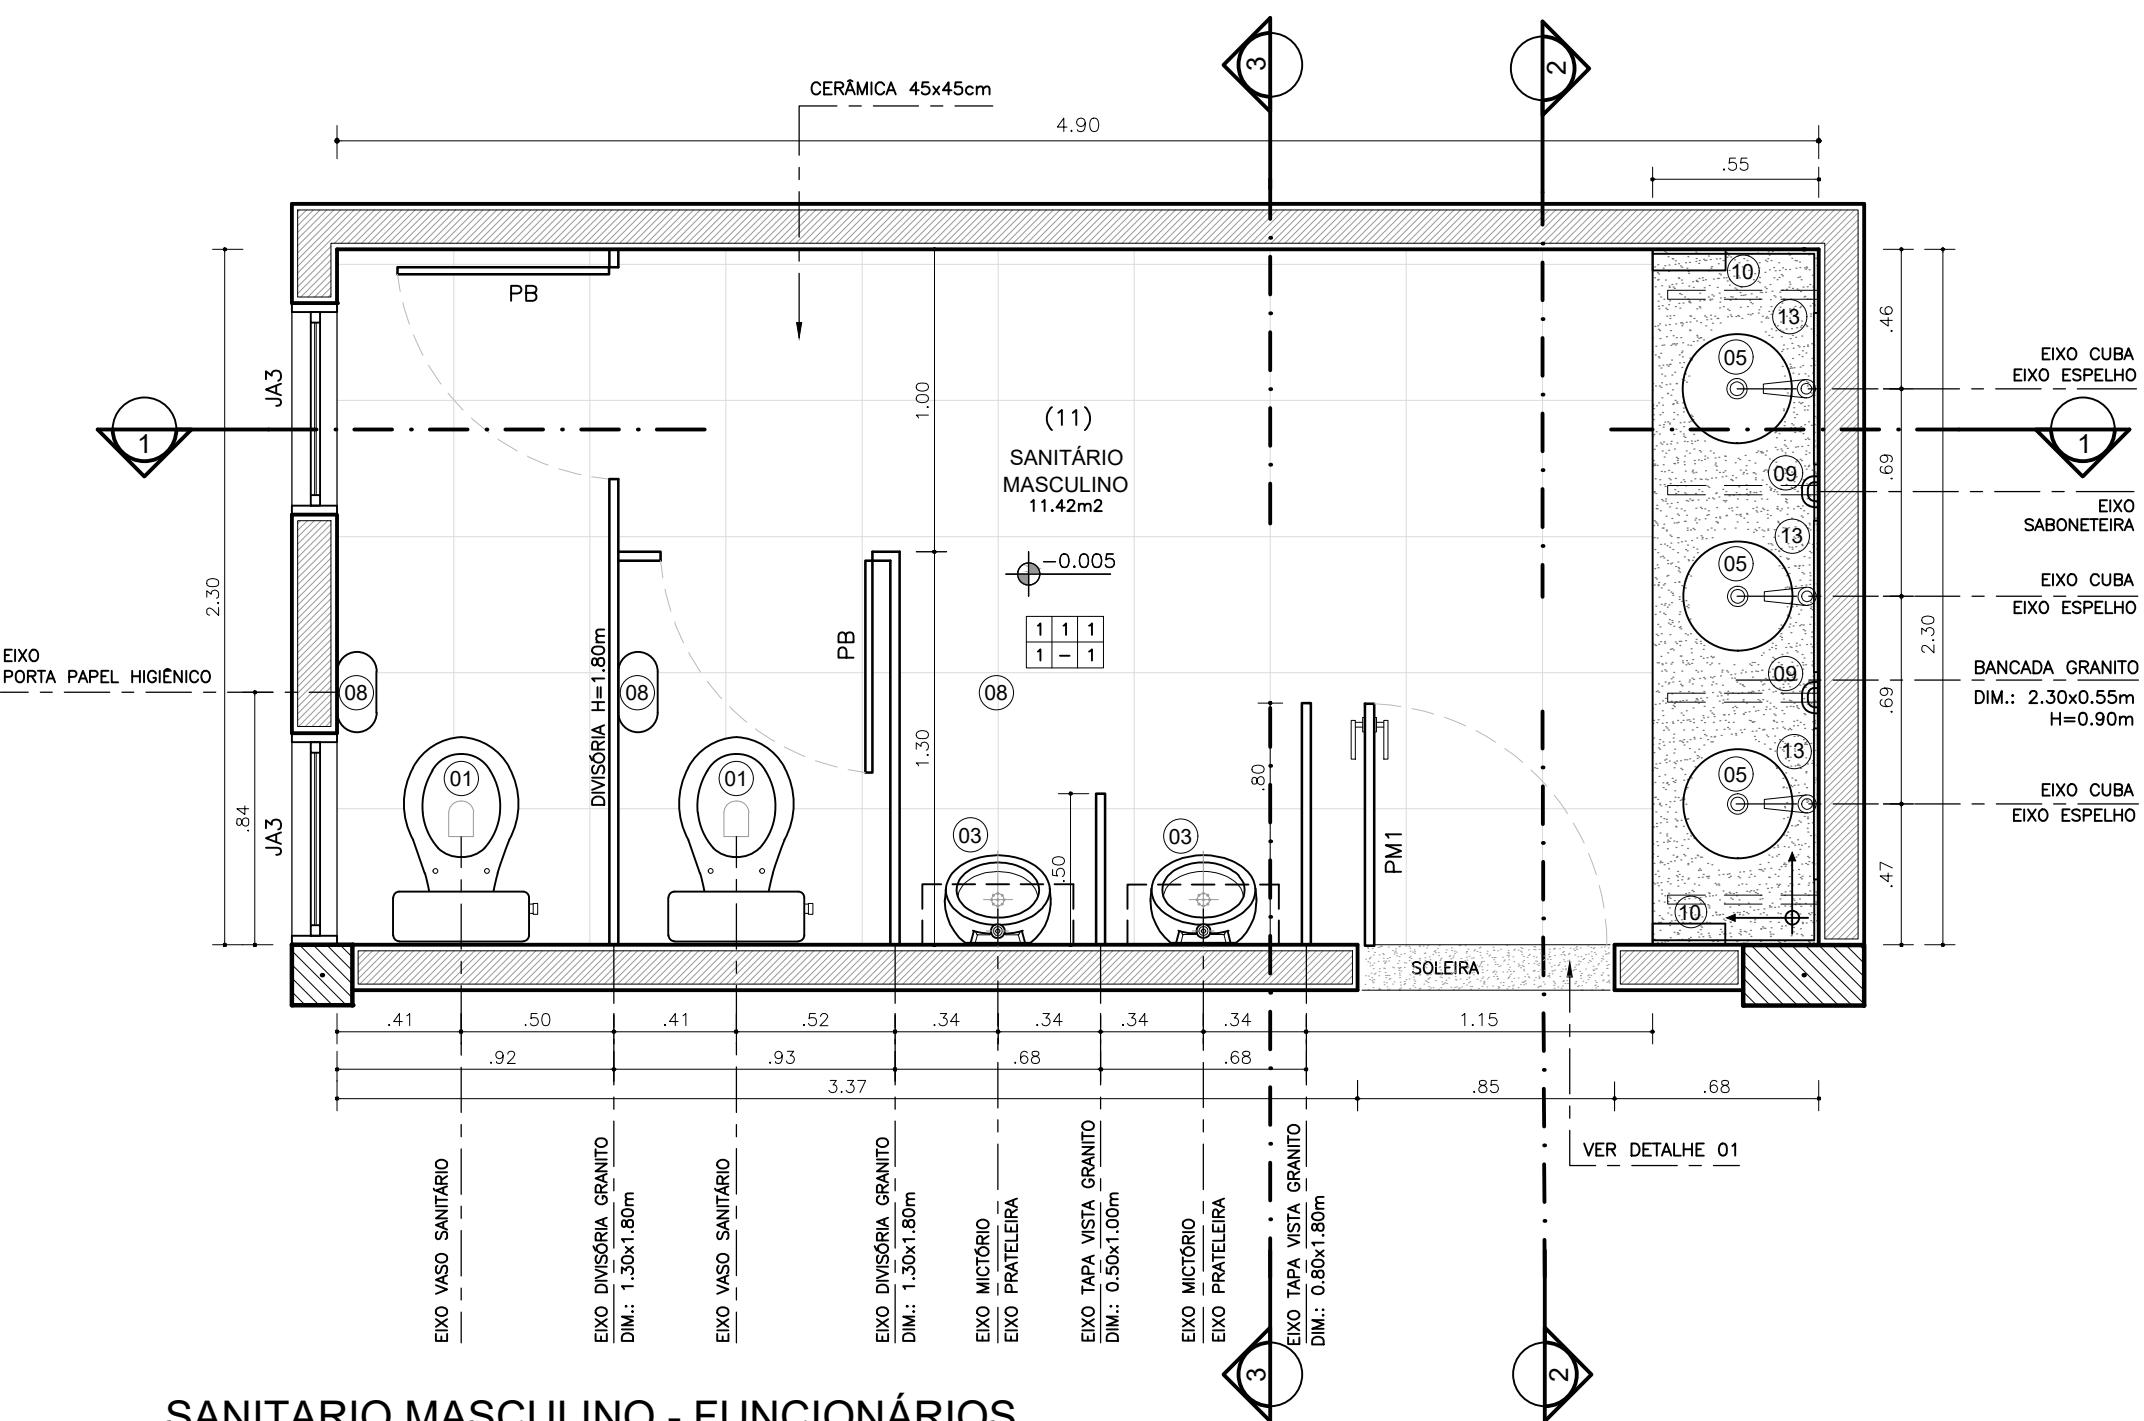 3
2
CERÂMICA 45x45cm
4.90
.55
PB
10
13
.46
JA3
05
EIXO CUBA
EIXO ESPELHO
1.00
(11)
SANITÁRIO
MASCULINO
11.42m2
1
1
09
.69
EIXO
SABONETEIRA
13
-0.005
05
EIXO CUBA
EIXO ESPELHO
2.30
1 1 1
1 - 1
PB
DIVISÓRIA H=1.80m
2.30
EIXO
PORTA PAPEL HIGIÊNICO
08
08
08
09
BANCADA GRANITO
DIM.: 2.30x0.55m
H=0.90m
.69
1.30
13
01
01
.80
05
EIXO CUBA
EIXO ESPELHO
.84
JA3
03
03
.50
PM1
.47
10
SOLEIRA
.41 .50 .41 .52 .34 .34 .34 .34 1.15
.92 .93 .68 .68
3.37 .85 .68
VER DETALHE 01
EIXO VASO SANITÁRIO
EIXO DIVISÓRIA GRANITO
DIM.: 1.30x1.80m
EIXO VASO SANITÁRIO
EIXO DIVISÓRIA GRANITO
DIM.: 1.30x1.80m
EIXO MICTÓRIO
EIXO PRATELEIRA
EIXO TAPA VISTA GRANITO
DIM.: 0.50x1.00m
EIXO MICTÓRIO
EIXO PRATELEIRA
EIXO TAPA VISTA GRANITO
DIM.: 0.80x1.80m
3
2
SANITARIO MASCULINO - FUNCIONÁRIOS